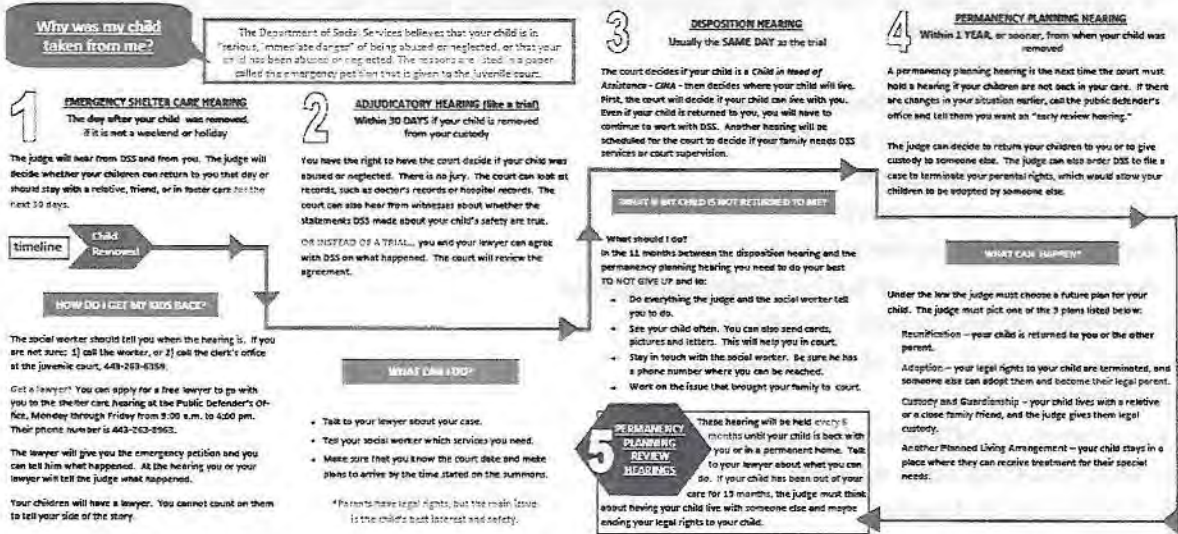 Why was my child
taken from me?
The Department of Social Services believes that your child is in
"serious, immediate danger" of being abused or neglected, or that your
child has been abused or neglected. The reasons are listed in a paper
called the emergency petition that is given to the juvenile court.
1
EMERGENCY SHELTER CARE HEARING
The day after your child was removed,
if it is not a weekend or holiday
The judge will hear from DSS and from you. The judge will
decide whether your children can return to you that day or
should stay with a relative, friend, or in foster care for the
next 30 days.
timeline
Child
Removed
HOW DO I GET MY KIDS BACK?
The social worker should tell you when the hearing is. If you
are not sure; 1) call the worker, or 2) call the clerk's office
at the juvenile court, 443-263-6359.
Get a lawyer! You can apply for a free lawyer to go with
you to the shelter care hearing at the Public Defender's Of-
fice, Monday through Friday from 9:00 a.m. to 4:00 pm.
Their phone number is 443-263-8963.
The lawyer will give you the emergency petition and you
can tell him what happened. At the hearing you or your
lawyer will tell the judge what happened.
Your children will have a lawyer. You cannot count on them
to tell your side of the story.
2
ADJUDICATORY HEARING (like a trial)
Within 30 DAYS if your child is removed
from your custody
You have the right to have the court decide if your child was
abused or neglected. There is no jury. The court can look at
records, such as doctor's records or hospital records. The
court can also hear from witnesses about whether the
statements DSS made about your child's safety are true.
OR INSTEAD OF A TRIAL... you and your lawyer can agree
with DSS on what happened. The court will review the
agreement.
WHAT CAN I DO?
• Talk to your lawyer about your case.
• Tell your social worker which services you need.
• Make sure that you know the court date and make
plans to arrive by the time stated on the summons.
*Parents have legal rights, but the main issue
is the child's best interest and safety.
3
DISPOSITION HEARING
Usually the SAME DAY as the trial
The court decides if your child is a Child in Need of
Assistance - CINA - then decides where your child will live.
First, the court will decide if your child can live with you.
Even if your child is returned to you, you will have to
continue to work with DSS. Another hearing will be
scheduled for the court to decide if your family needs DSS
services or court supervision.
WHAT IF MY CHILD IS NOT RETURNED TO ME?
What should I do?
In the 11 months between the disposition hearing and the
permanency planning hearing you need to do your best
TO NOT GIVE UP and to:
• Do everything the judge and the social worker tell
you to do.
• See your child often. You can also send cards,
pictures and letters. This will help you in court.
• Stay in touch with the social worker. Be sure he has
a phone number where you can be reached.
• Work on the issue that brought your family to court.
5
PERMANENCY
PLANNING
REVIEW
HEARINGS
These hearing will be held every 6
months until your child is back with
you or in a permanent home. Talk
to your lawyer about what you can
do. If your child has been out of your
care for 15 months, the judge must think
about having your child live with someone else and maybe
ending your legal rights to your child.
4
PERMANENCY PLANNING HEARING
Within 1 YEAR, or sooner, from when your child was
removed
A permanency planning hearing is the next time the court must
hold a hearing if your children are not back in your care. If there
are changes in your situation earlier, call the public defender's
office and tell them you want an "early review hearing."
The judge can decide to return your children to you or to give
custody to someone else. The judge can also order DSS to file a
case to terminate your parental rights, which would allow your
children to be adopted by someone else.
WHAT CAN HAPPEN?
Under the law the judge must choose a future plan for your
child. The judge must pick one of the plans listed below:
Reunification – your child is returned to you or the other
parent.
Adoption – your legal rights to your child are terminated, and
someone else can adopt them and become their legal parent.
Custody and Guardianship – your child lives with a relative
or a close family friend, and the judge gives them legal
custody.
Another Planned Living Arrangement – your child stays in a
place where they can receive treatment for their special
needs.